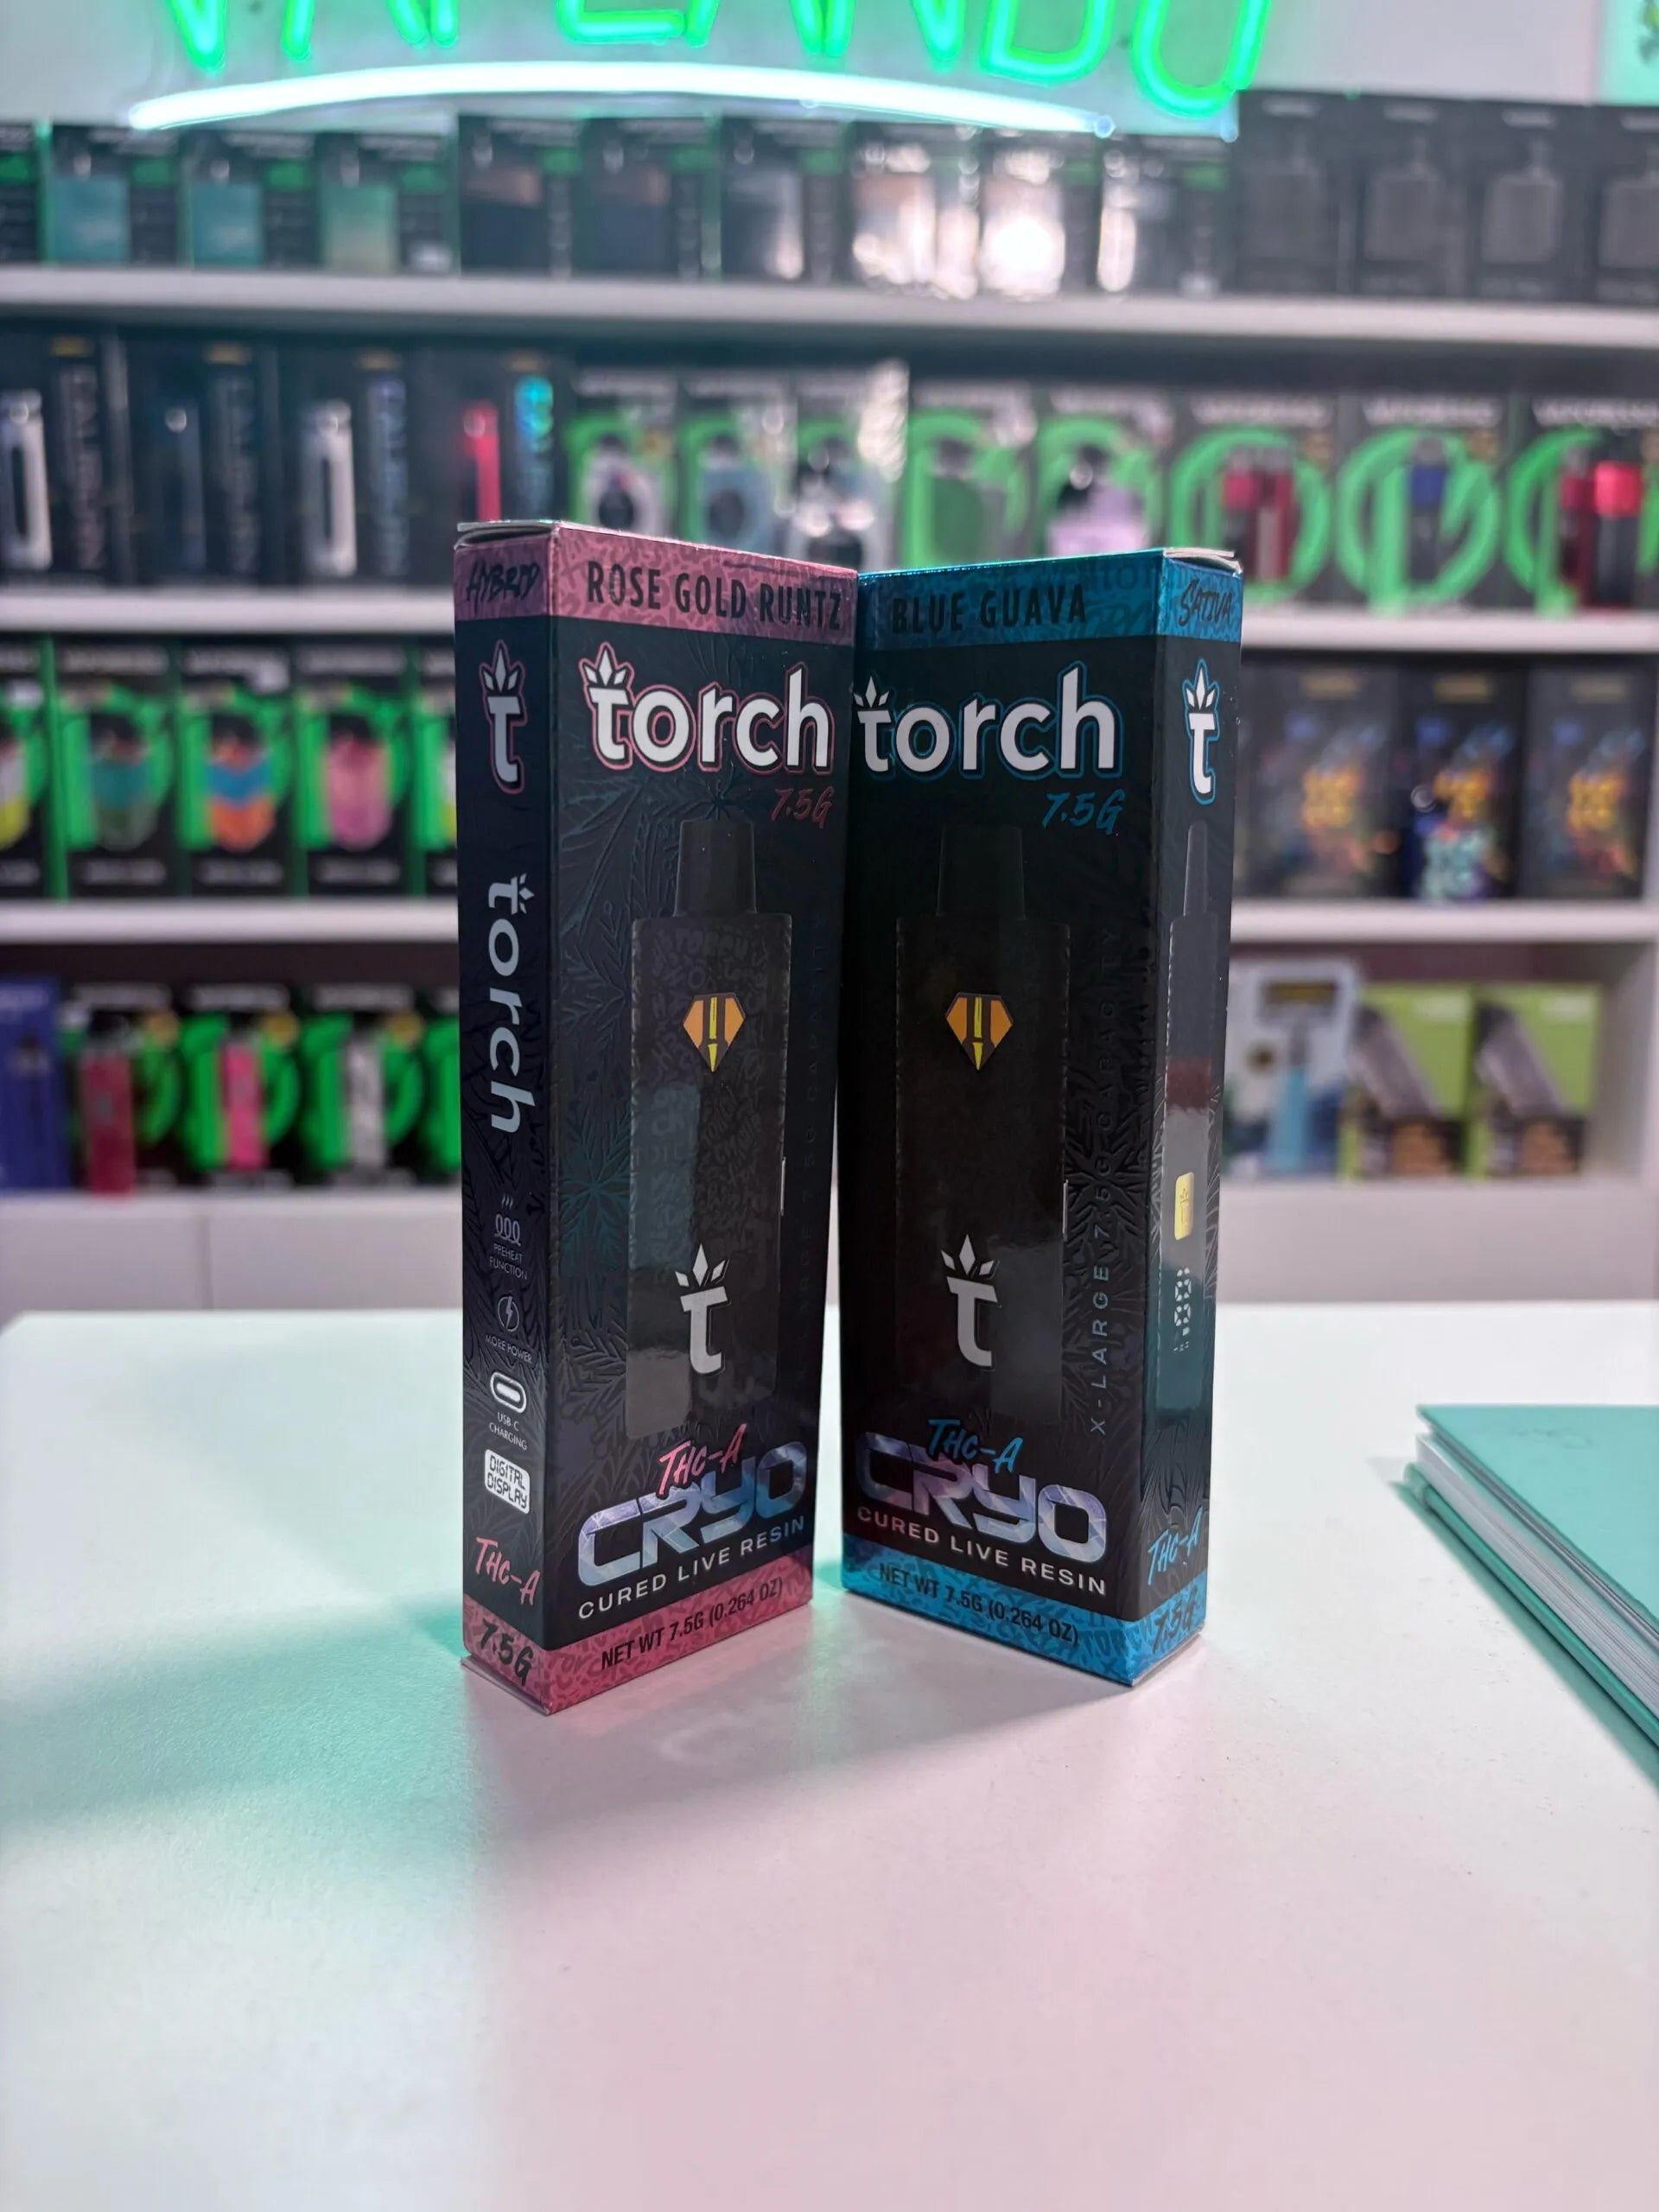 VAPEANDO
HYBRID
ROSE GOLD RUNTZ
t
torch
7.5G
torch
PREHEAT
FUNCTION
MORE POWER
USB-C
CHARGING
DIGITAL
DISPLAY
THC-A
7.5G
t
THC-A
CRYO
CURED LIVE RESIN
NET WT 7.5G (0.264 OZ)
BLUE GUAVA
SATIVA
torch
7.5G
t
X-LARGE 7.5G CAPACITY
t
THC-A
CRYO
CURED LIVE RESIN
NET WT 7.5G (0.264 OZ)
100
THC-A
7.5G